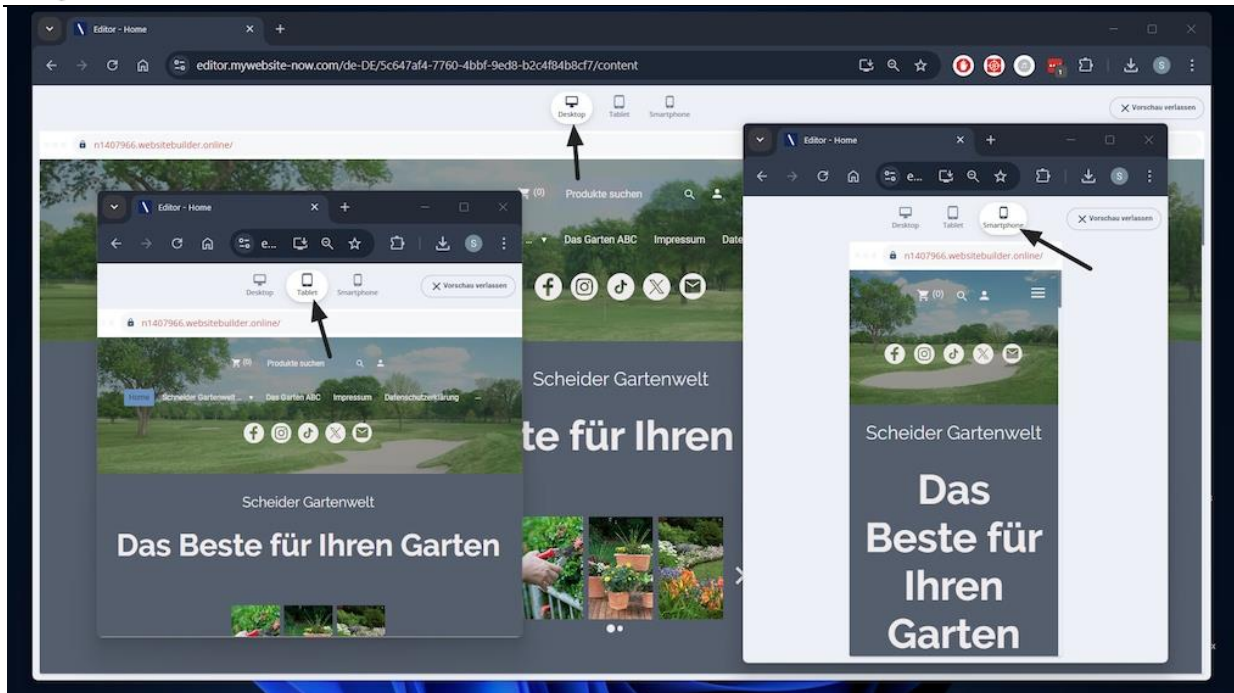 Editor - Home
editor.mywebsite-now.com/de-DE/5c647af4-7760-4bbf-9ed8-b2c4f84b8cf7/content
1
S
Desktop
Tablet
Smartphone
Vorschau verlassen
n1407966.websitebuilder.online/
(0)
Produkte suchen
... Das Garten ABC Impressum Date
Scheider Gartenwelt
te für Ihren
Editor - Home
e...
S
Desktop
Tablet
Smartphone
Vorschau verlassen
n1407966.websitebuilder.online/
(0)
Produkte suchen
Home Schneider Gartenwelt... Das Garten ABC Impressum Datenschutzerklärung ...
Scheider Gartenwelt
Das Beste für Ihren Garten
Editor - Home
e...
S
Desktop
Tablet
Smartphone
Vorschau verlassen
n1407966.websitebuilder.online/
(0)
Scheider Gartenwelt
Das
Beste für
Ihren
Garten